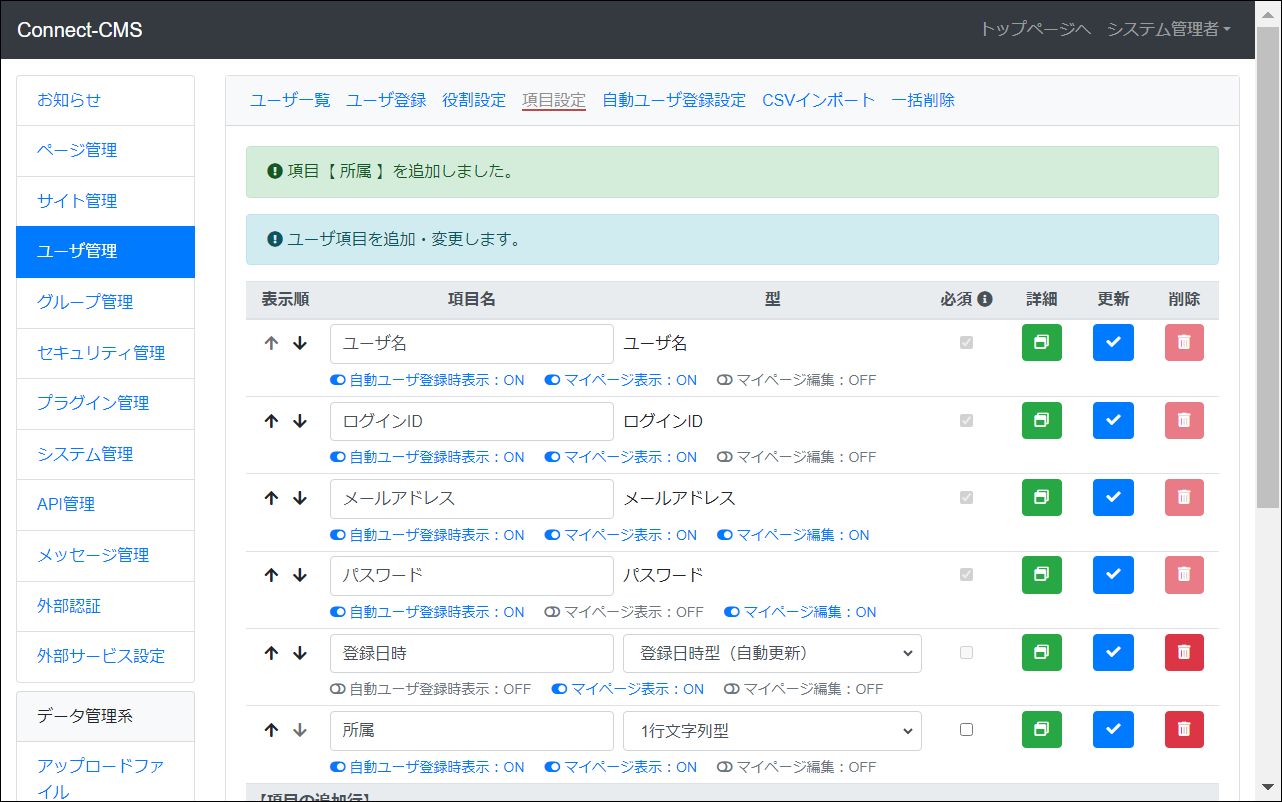 Connect-CMS
トップページへ システム管理者
お知らせ
ページ管理
サイト管理
ユーザ管理
グループ管理
セキュリティ管理
プラグイン管理
システム管理
API管理
メッセージ管理
外部認証
外部サービス設定
データ管理系
アップロードファ
イル
ユーザ一覧 ユーザ登録 役割設定 項目設定 自動ユーザ登録設定 CSVインポート 一括削除
項目【 所属 】を追加しました。
ユーザ項目を追加・変更します。
表示順 項目名 型 必須 詳細 更新 削除
ユーザ名 ユーザ名
自動ユーザ登録時表示：ON マイページ表示：ON マイページ編集：OFF
ログインID ログインID
自動ユーザ登録時表示：ON マイページ表示：ON マイページ編集：OFF
メールアドレス メールアドレス
自動ユーザ登録時表示：ON マイページ表示：ON マイページ編集：ON
パスワード パスワード
自動ユーザ登録時表示：ON マイページ表示：OFF マイページ編集：ON
登録日時 登録日時型（自動更新）
自動ユーザ登録時表示：OFF マイページ表示：ON マイページ編集：OFF
所属 1行文字列型
自動ユーザ登録時表示：ON マイページ表示：ON マイページ編集：OFF
【項目の追加行】